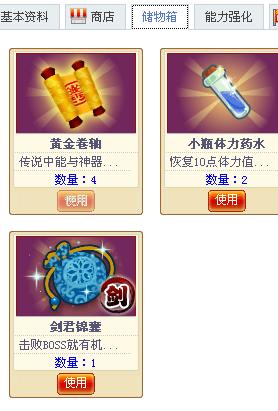 基本资料 商店 储物箱 能力强化
黄金卷轴
传说中能与神器...
数量：4
使用
小瓶体力药水
恢复10点体力值...
数量：2
使用
剑
剑君锦囊
击败BOSS就有机...
数量：1
使用